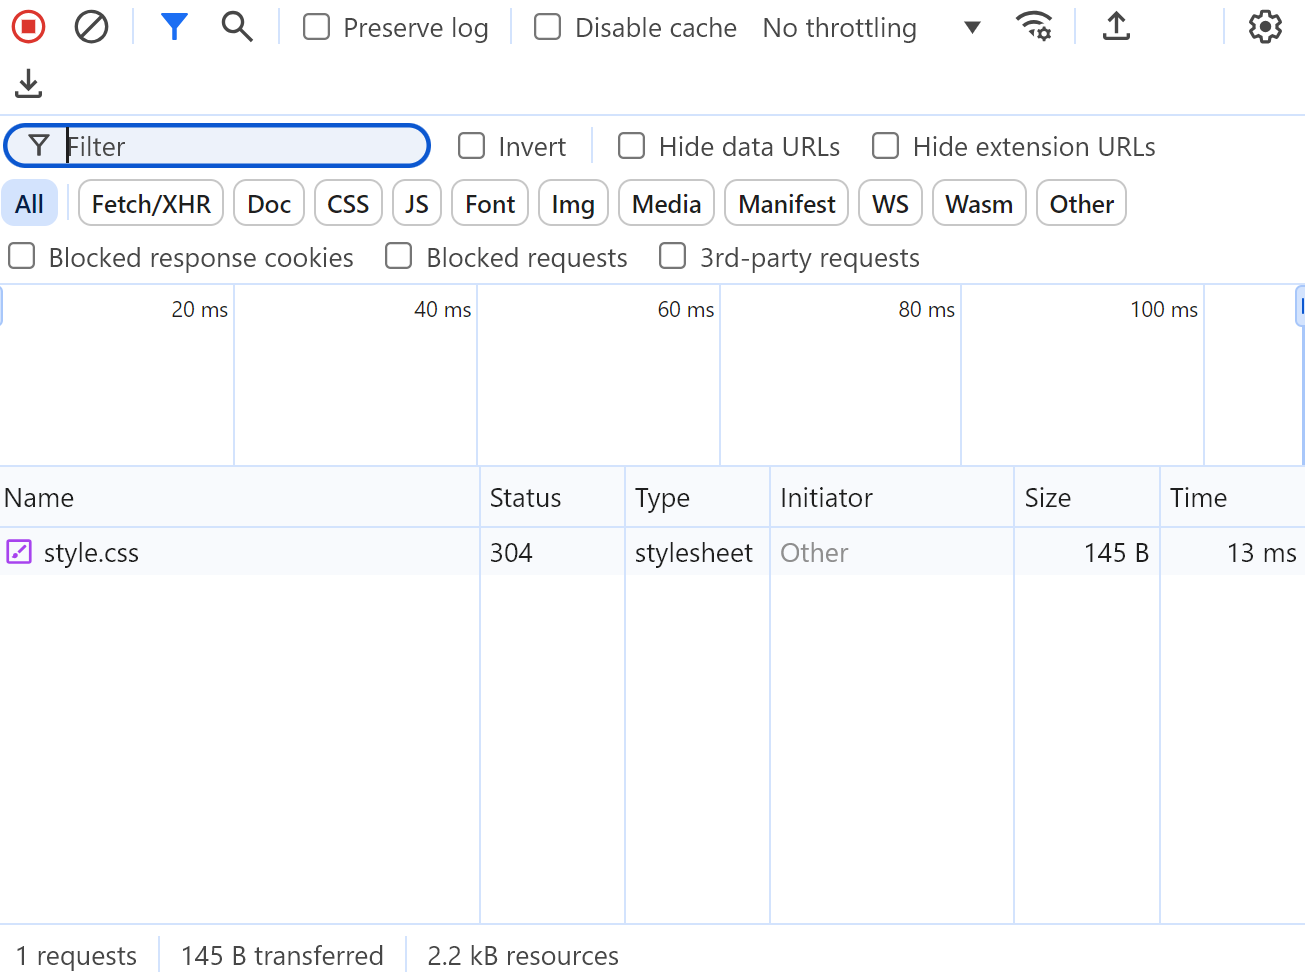 Preserve log Disable cache No throttling
Filter Invert Hide data URLs Hide extension URLs
All Fetch/XHR Doc CSS JS Font Img Media Manifest WS Wasm Other
Blocked response cookies Blocked requests 3rd-party requests
20 ms 40 ms 60 ms 80 ms 100 ms
Name Status Type Initiator Size Time
style.css 304 stylesheet Other 145 B 13 ms
1 requests 145 B transferred 2.2 kB resources